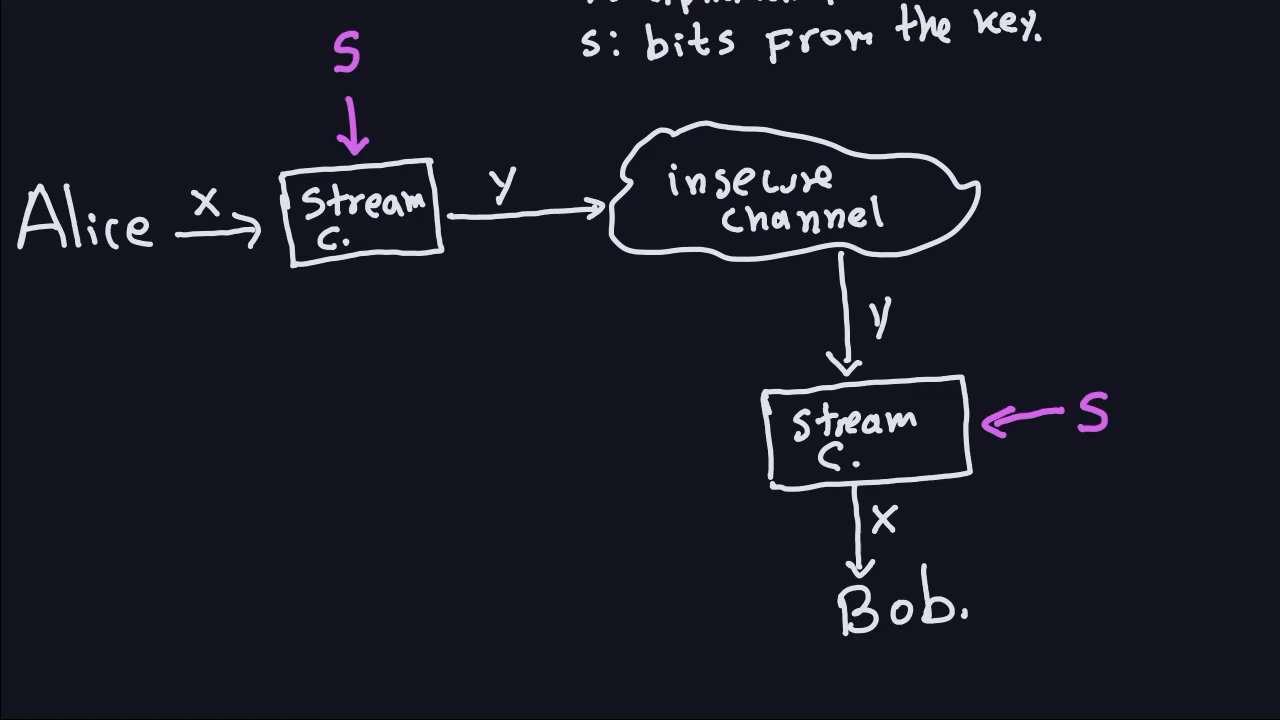 s: bits from the key.
S
Alice
x
Stream
c.
y
insecure
channel
y
stream
c.
S
x
Bob.